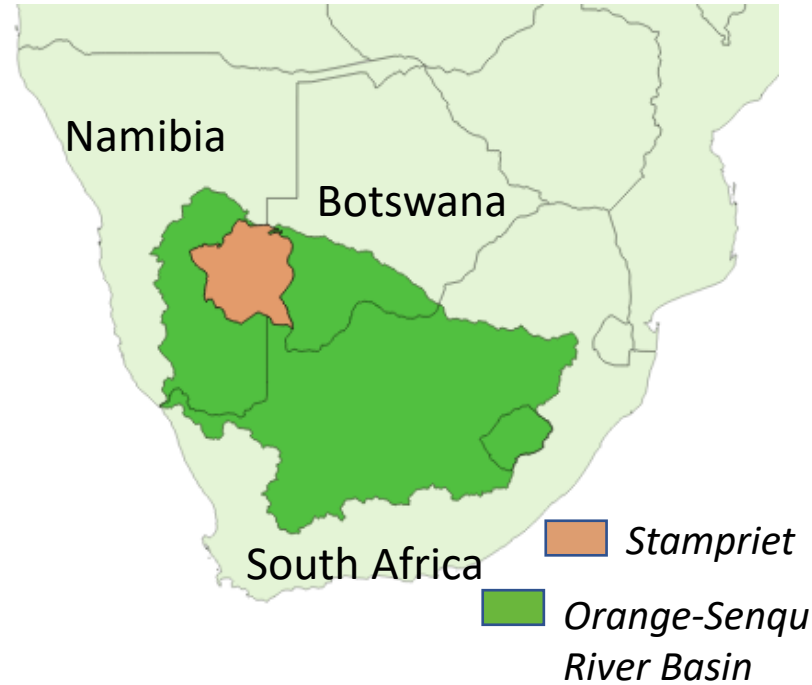 Namibia
Botswana
South Africa
Stampriet
Orange-Senqu
River Basin